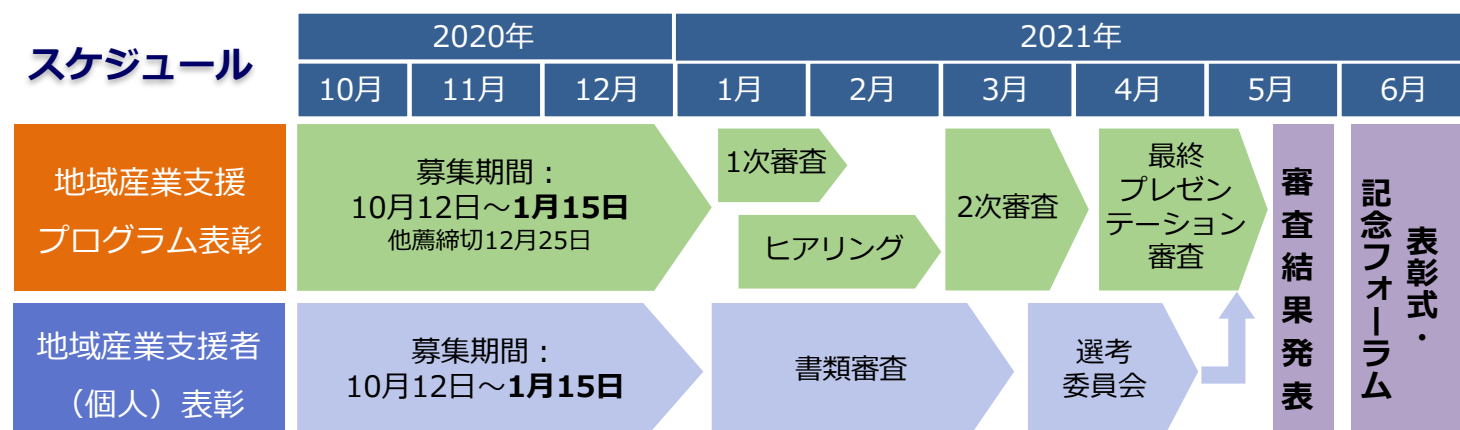 スケジュール
2020年
2021年
10月
11月
12月
1月
2月
3月
4月
5月
6月
地域産業支援
プログラム表彰
募集期間：
10月12日～1月15日
他薦締切12月25日
1次審査
ヒアリング
2次審査
最終
プレゼン
テーション
審査
地域産業支援者
（個人）表彰
募集期間：
10月12日～1月15日
書類審査
選考
委員会
審査結果発表
表彰式・
記念フォーラム